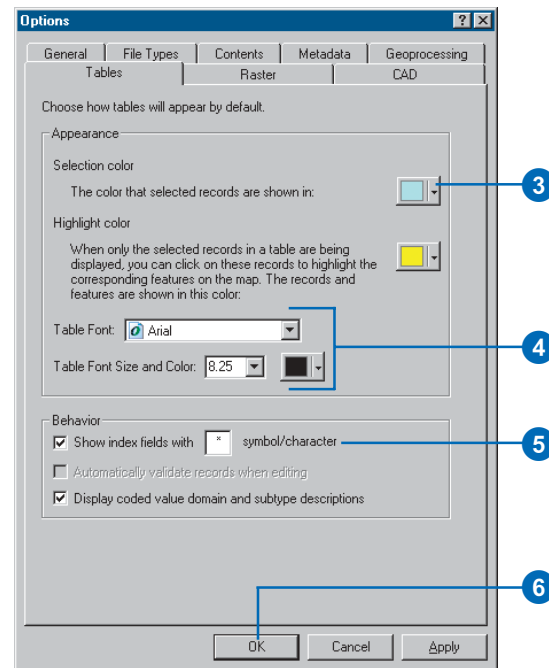 Options
General File Types Contents Metadata Geoprocessing
Tables Raster CAD
Choose how tables will appear by default.
Appearance
Selection color
The color that selected records are shown in:
3
Highlight color
When only the selected records in a table are being
displayed, you can click on these records to highlight the
corresponding features on the map. The records and
features are shown in this color:
Table Font: Arial
4
Table Font Size and Color: 8.25
Behavior
Show index fields with * symbol/character
5
Automatically validate records when editing
Display coded value domain and subtype descriptions
6
OK Cancel Apply